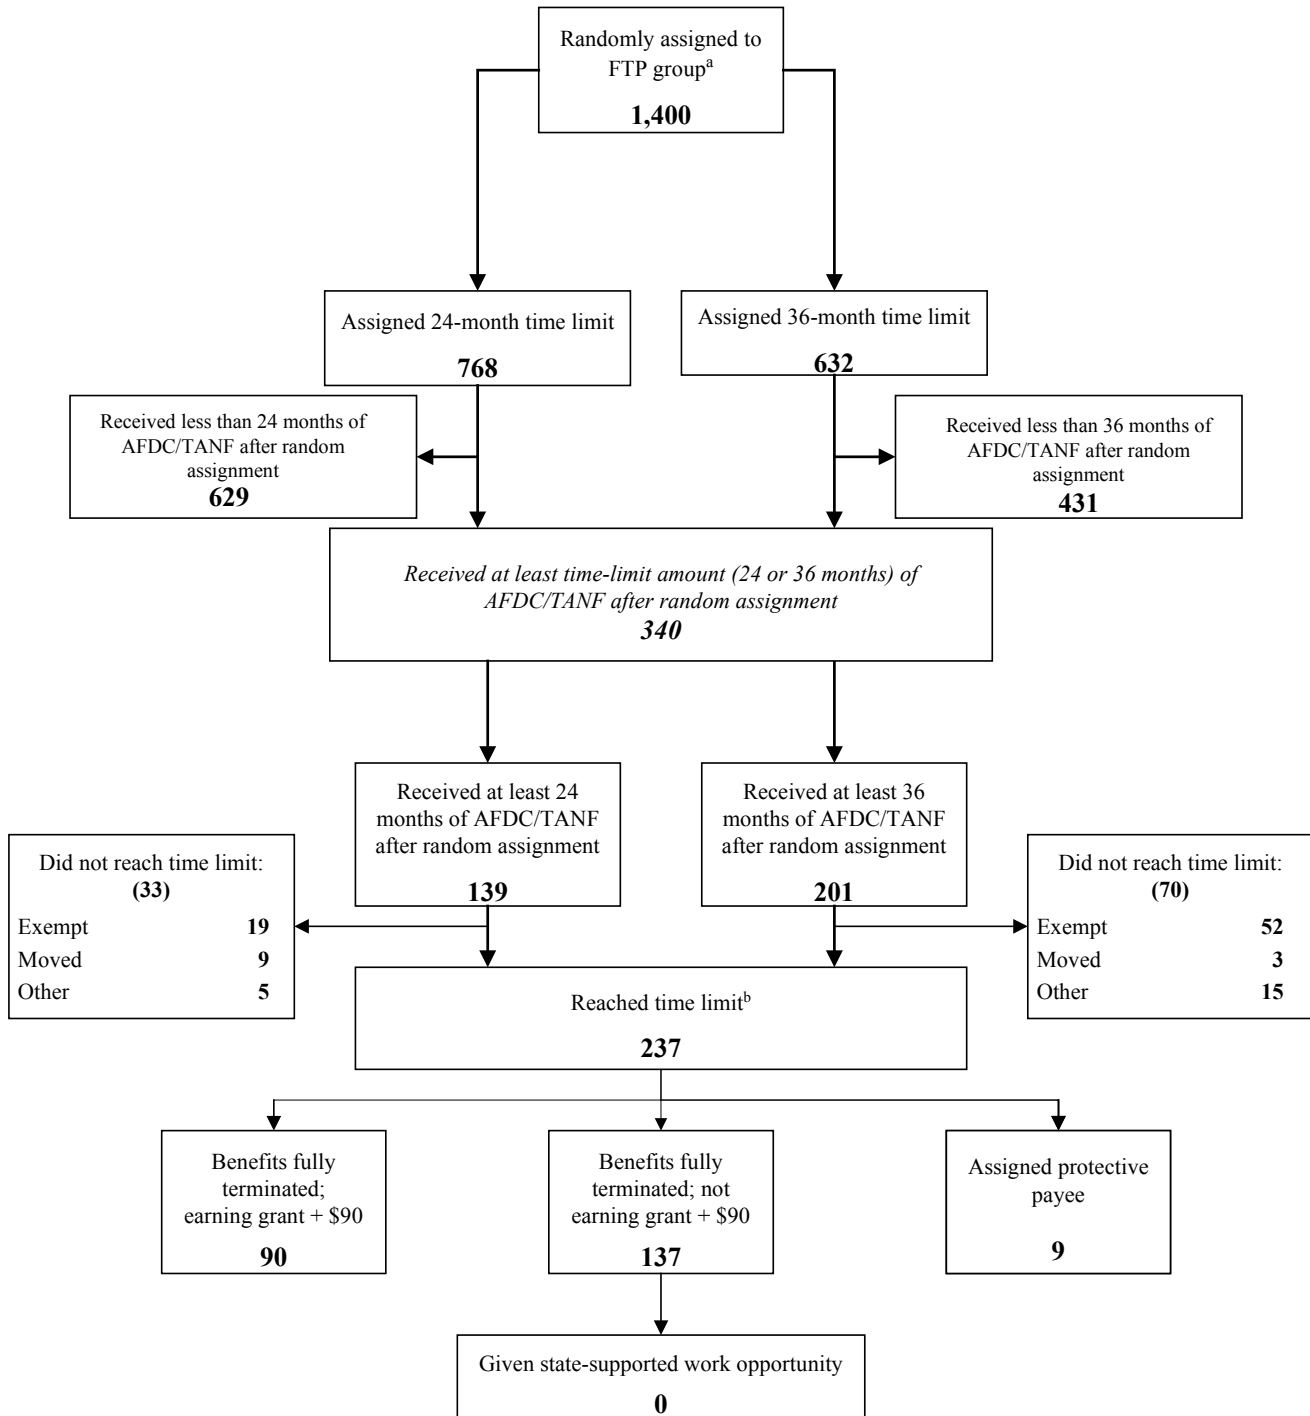 Randomly assigned to
FTP groupa
1,400
Assigned 24-month time limit
768
Assigned 36-month time limit
632
Received less than 24 months of
AFDC/TANF after random
assignment
629
Received less than 36 months of
AFDC/TANF after random
assignment
431
Received at least time-limit amount (24 or 36 months) of
AFDC/TANF after random assignment
340
Received at least 24
months of AFDC/TANF
after random assignment
139
Received at least 36
months of AFDC/TANF
after random assignment
201
Did not reach time limit:
(33)
Exempt 19
Moved 9
Other 5
Did not reach time limit:
(70)
Exempt 52
Moved 3
Other 15
Reached time limitb
237
Benefits fully
terminated;
earning grant + $90
90
Benefits fully
terminated; not
earning grant + $90
137
Assigned protective
payee
9
Given state-supported work opportunity
0